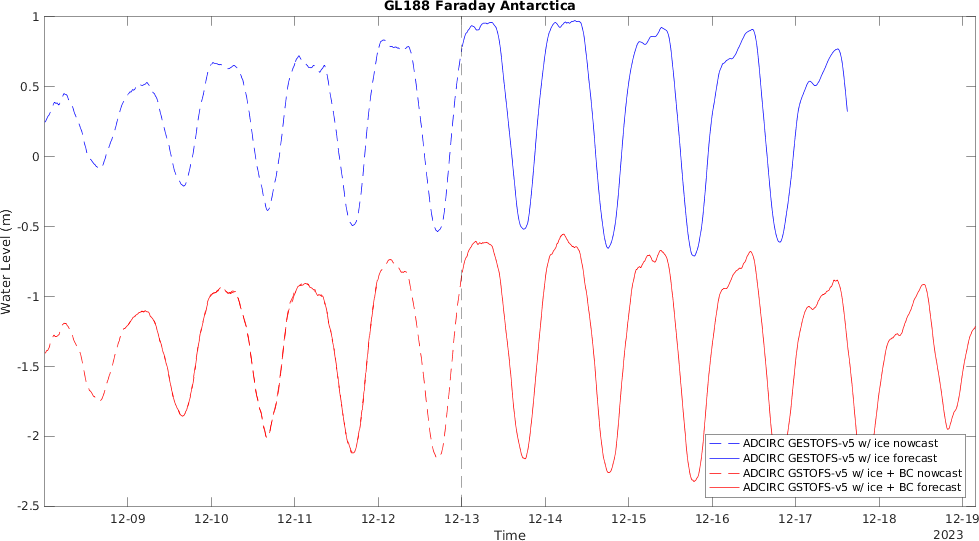 GL188 Faraday Antarctica
Water Level (m)
1
0.5
0
-0.5
-1
-1.5
-2
-2.5
ADCIRC GESTOFS-v5 w/ ice nowcast
ADCIRC GESTOFS-v5 w/ ice forecast
ADCIRC GSTOFS-v5 w/ ice + BC nowcast
ADCIRC GSTOFS-v5 w/ ice + BC forecast
12-09 12-10 12-11 12-12 12-13 12-14 12-15 12-16 12-17 12-18 12-19
Time
2023